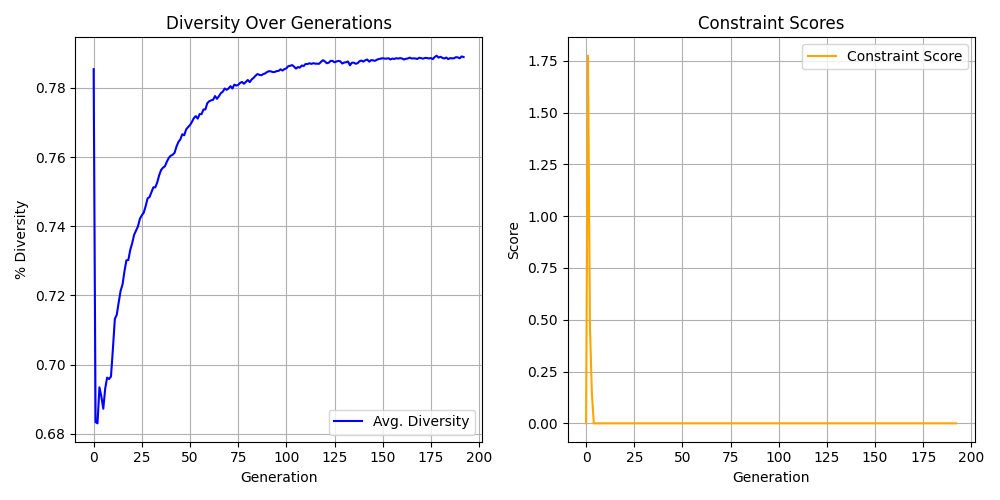 Diversity Over Generations
% Diversity
0.78
0.76
0.74
0.72
0.70
0.68
Avg. Diversity
0 25 50 75 100 125 150 175 200
Generation
Constraint Scores
Score
1.75
1.50
1.25
1.00
0.75
0.50
0.25
0.00
Constraint Score
0 25 50 75 100 125 150 175 200
Generation